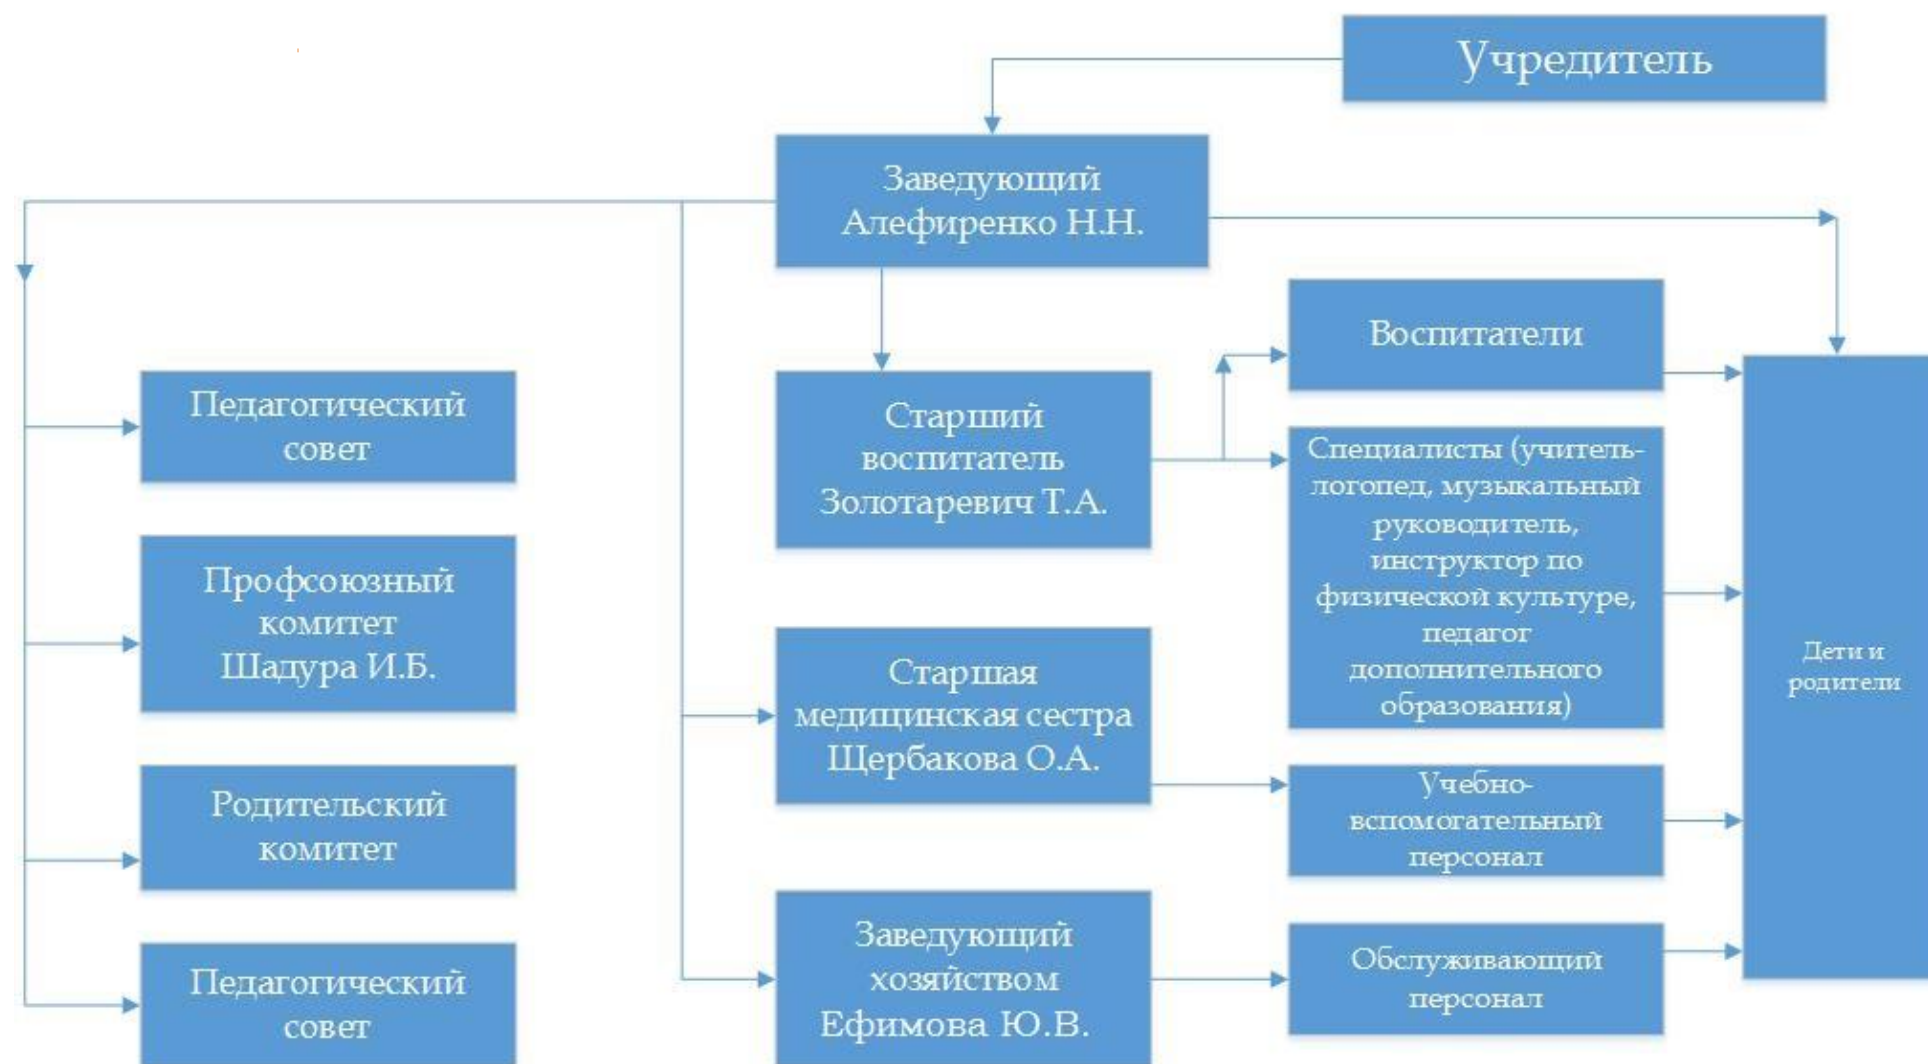 Учредитель
Заведующий
Алефиренко Н.Н.
Педагогический
совет
Профсоюзный
комитет
Шадура И.Б.
Родительский
комитет
Педагогический
совет
Старший
воспитатель
Золотаревич Т.А.
Старшая
медицинская сестра
Щербакова О.А.
Заведующий
хозяйством
Ефимова Ю.В.
Воспитатели
Специалисты (учитель-
логопед, музыкальный
руководитель,
инструктор по
физической культуре,
педагог
дополнительного
образования)
Учебно-
вспомогательный
персонал
Обслуживающий
персонал
Дети и
родители